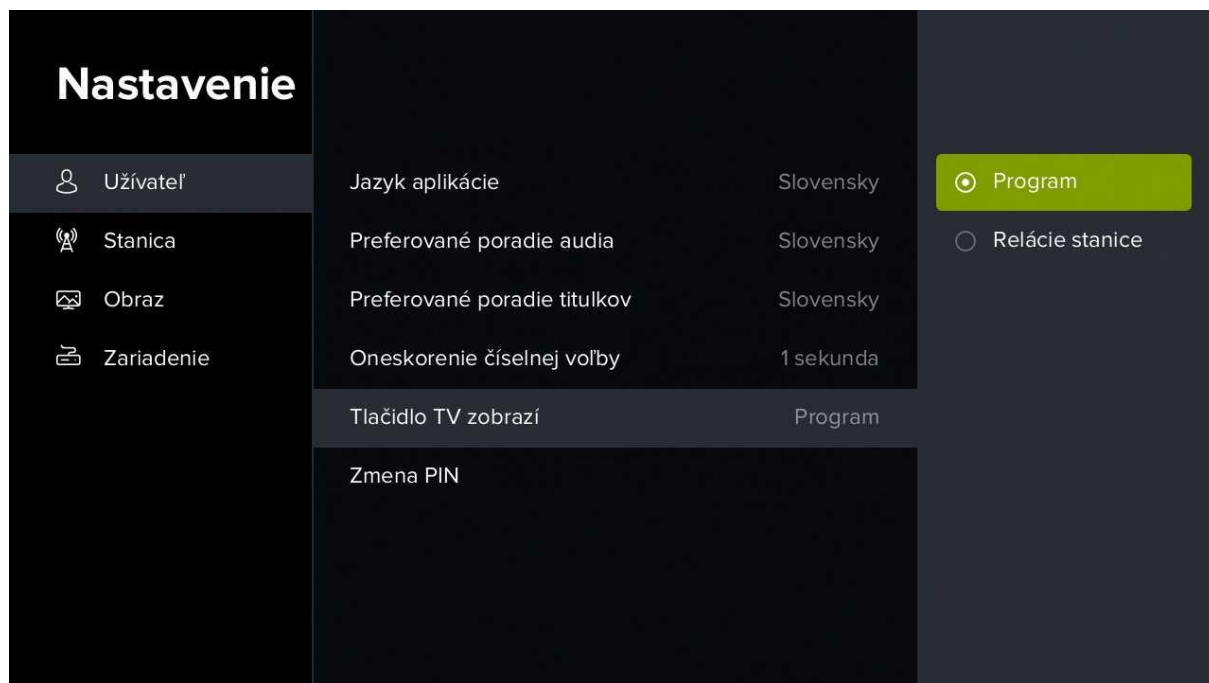 Nastavenie
Užívateľ
Stanica
Obraz
Zariadenie
Jazyk aplikácie Slovensky
Preferované poradie audia Slovensky
Preferované poradie titulkov Slovensky
Oneskorenie číselnej voľby 1 sekunda
Tlačidlo TV zobrazí Program
Zmena PIN
Program
Relácie stanice